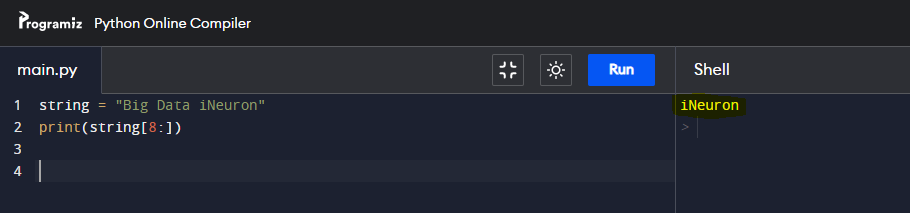 Programiz Python Online Compiler
main.py Run Shell
1 string = "Big Data iNeuron" iNeuron
2 print(string[8:]) >
3
4